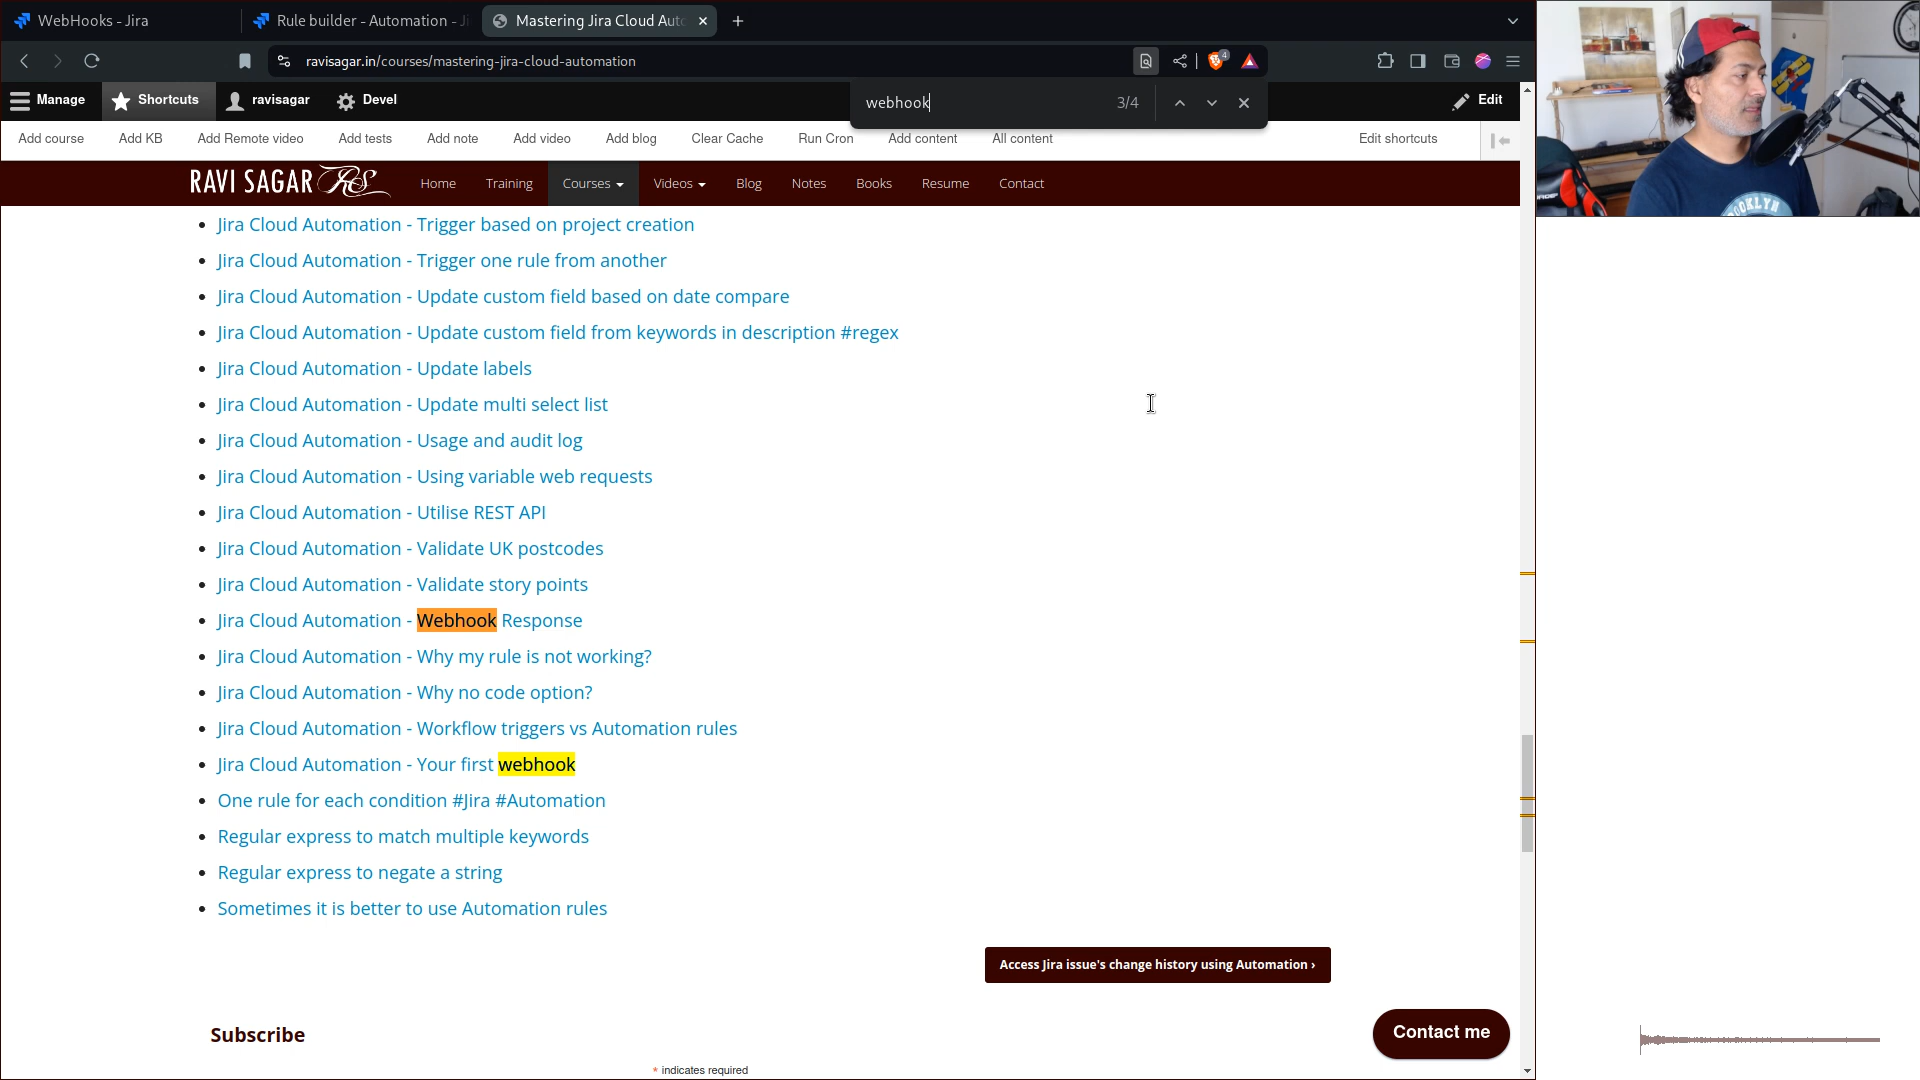 WebHooks - Jira
Rule builder - Automation - Ji
Mastering Jira Cloud Auto
ravisagar.in/courses/mastering-jira-cloud-automation
4
Manage
Shortcuts
ravisagar
Devel
webhook
3/4
Edit
Add course
Add KB
Add Remote video
Add tests
Add note
Add video
Add blog
Clear Cache
Run Cron
Add content
All content
Edit shortcuts
RAVI SAGAR RS
Home
Training
Courses
Videos
Blog
Notes
Books
Resume
Contact
Jira Cloud Automation - Trigger based on project creation
Jira Cloud Automation - Trigger one rule from another
Jira Cloud Automation - Update custom field based on date compare
Jira Cloud Automation - Update custom field from keywords in description #regex
Jira Cloud Automation - Update labels
Jira Cloud Automation - Update multi select list
Jira Cloud Automation - Usage and audit log
Jira Cloud Automation - Using variable web requests
Jira Cloud Automation - Utilise REST API
Jira Cloud Automation - Validate UK postcodes
Jira Cloud Automation - Validate story points
Jira Cloud Automation - Webhook Response
Jira Cloud Automation - Why my rule is not working?
Jira Cloud Automation - Why no code option?
Jira Cloud Automation - Workflow triggers vs Automation rules
Jira Cloud Automation - Your first webhook
One rule for each condition #Jira #Automation
Regular express to match multiple keywords
Regular express to negate a string
Sometimes it is better to use Automation rules
Access Jira issue's change history using Automation ›
Subscribe
Contact me
* indicates required